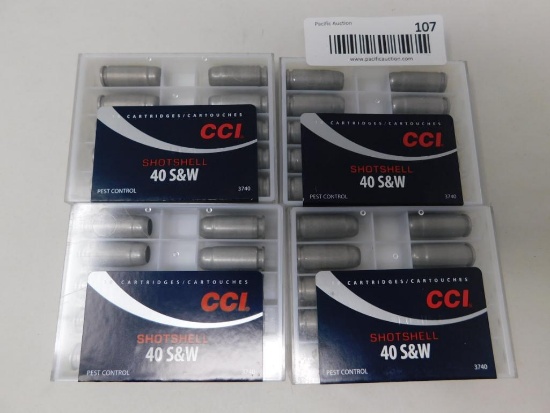 Pacific Auction
107
www.pacificauction.com
CARTRIDGES/CARTOUCHES
CCI
SHOTSHELL
40 S&W
PEST CONTROL
3740
CARTRIDGES/CARTOUCHES
CCI
SHOTSHELL
40 S&W
PEST CONTROL
3740
CARTRIDGES/CARTOUCHES
CCI
SHOTSHELL
40 S&W
PEST CONTROL
CARTRIDGES/CARTOUCHES
CCI
SHOTSHELL
40 S&W
PEST CONTROL
3740